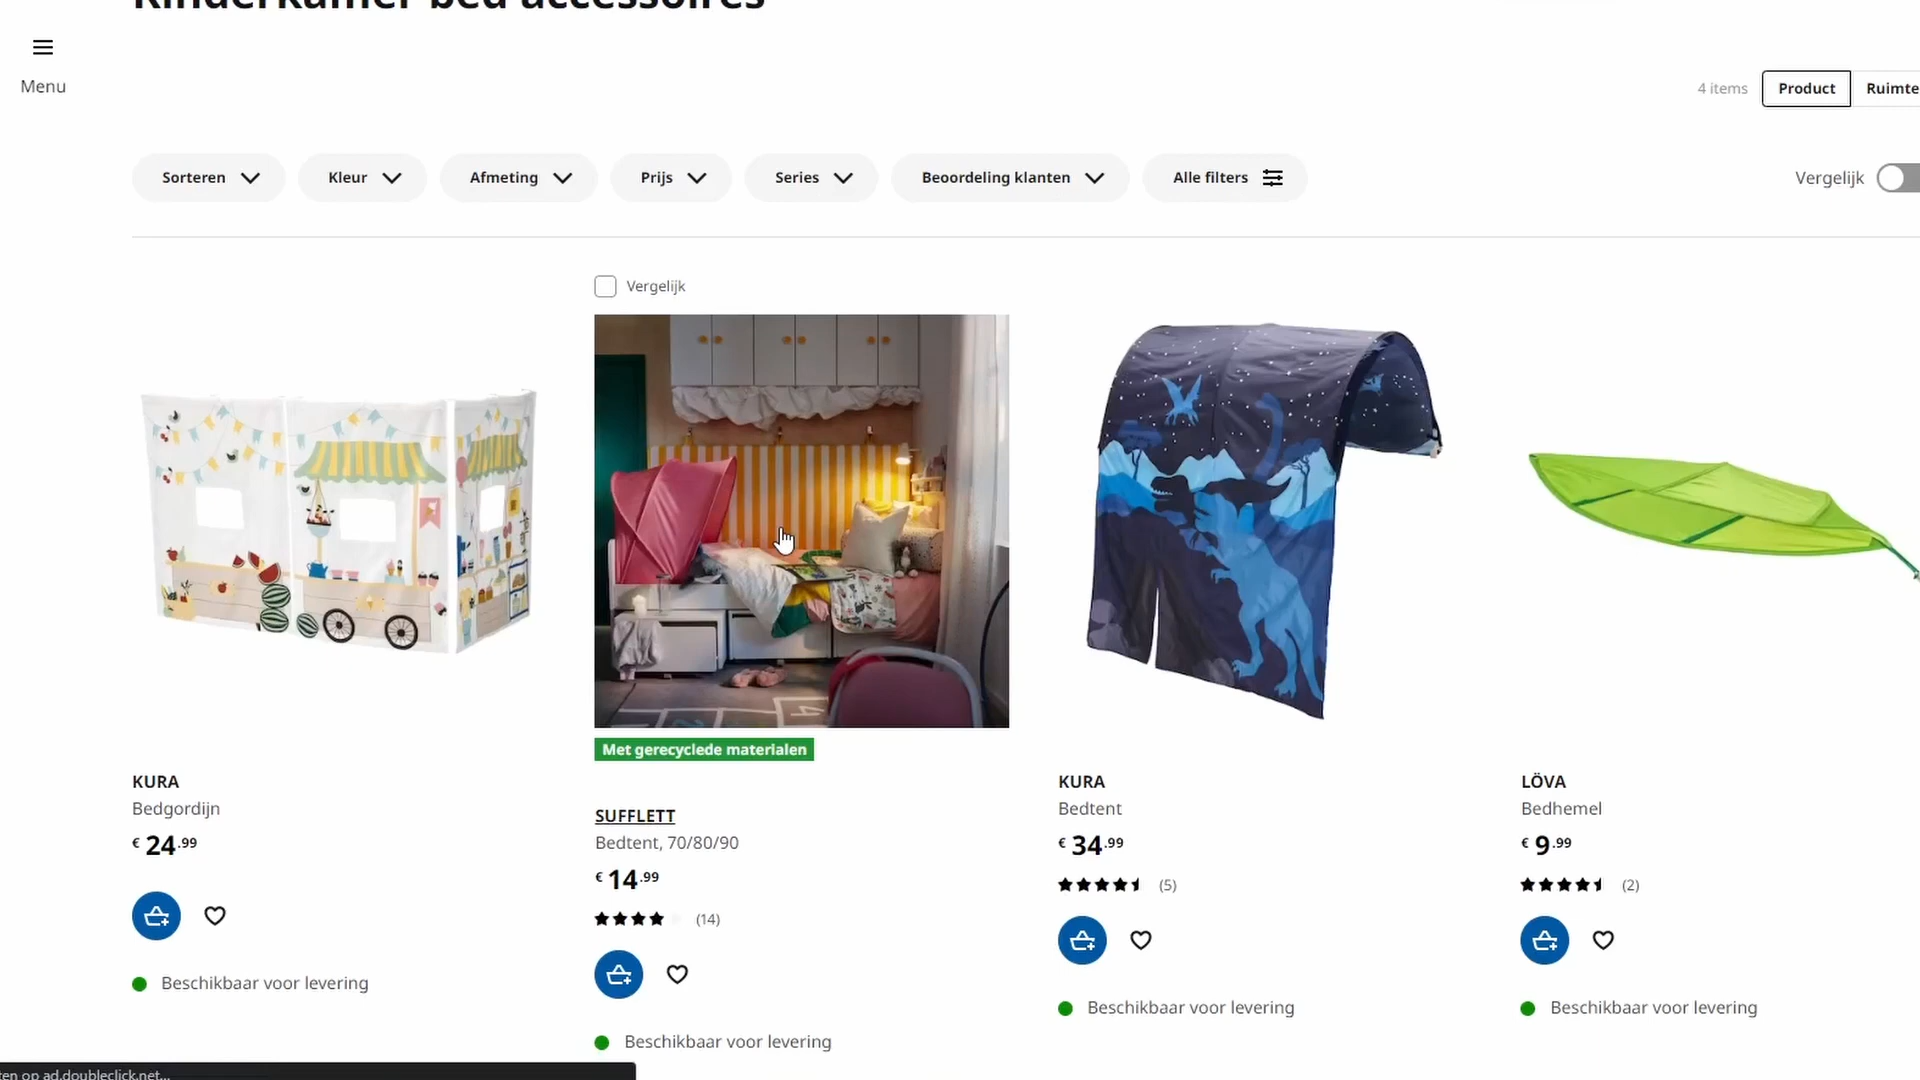 Kinderkamer bed accessoires
Menu
4 items
Product
Ruimte
Sorteren
Kleur
Afmeting
Prijs
Series
Beoordeling klanten
Alle filters
Vergelijk
Vergelijk
KURA
Bedgordijn
€ 24.99
Beschikbaar voor levering
Met gerecyclede materialen
SUFFLETT
Bedtent, 70/80/90
€ 14.99
(14)
Beschikbaar voor levering
KURA
Bedtent
€ 34.99
(5)
Beschikbaar voor levering
LÖVA
Bedhemel
€ 9.99
(2)
Beschikbaar voor levering
ten op ad.doubleclick.net...